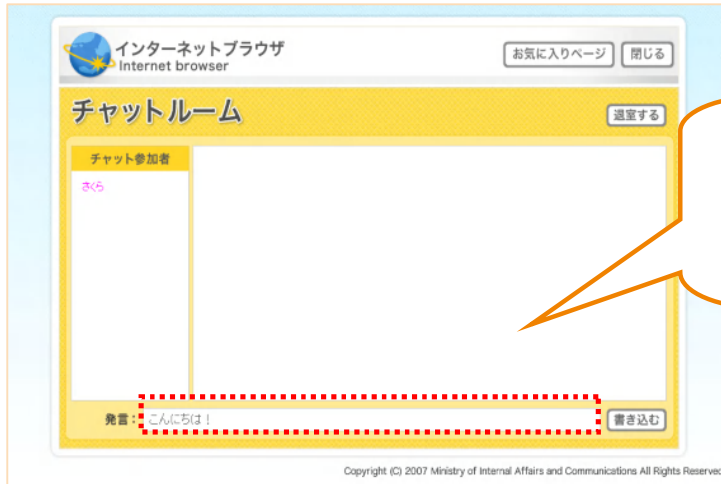 インターネットブラウザ
Internet browser
お気に入りページ
閉じる
チャットルーム
退室する
チャット参加者
さくら
発言：
こんにちは！
書き込む
Copyright (C) 2007 Ministry of Internal Affairs and Communications All Rights Reserved